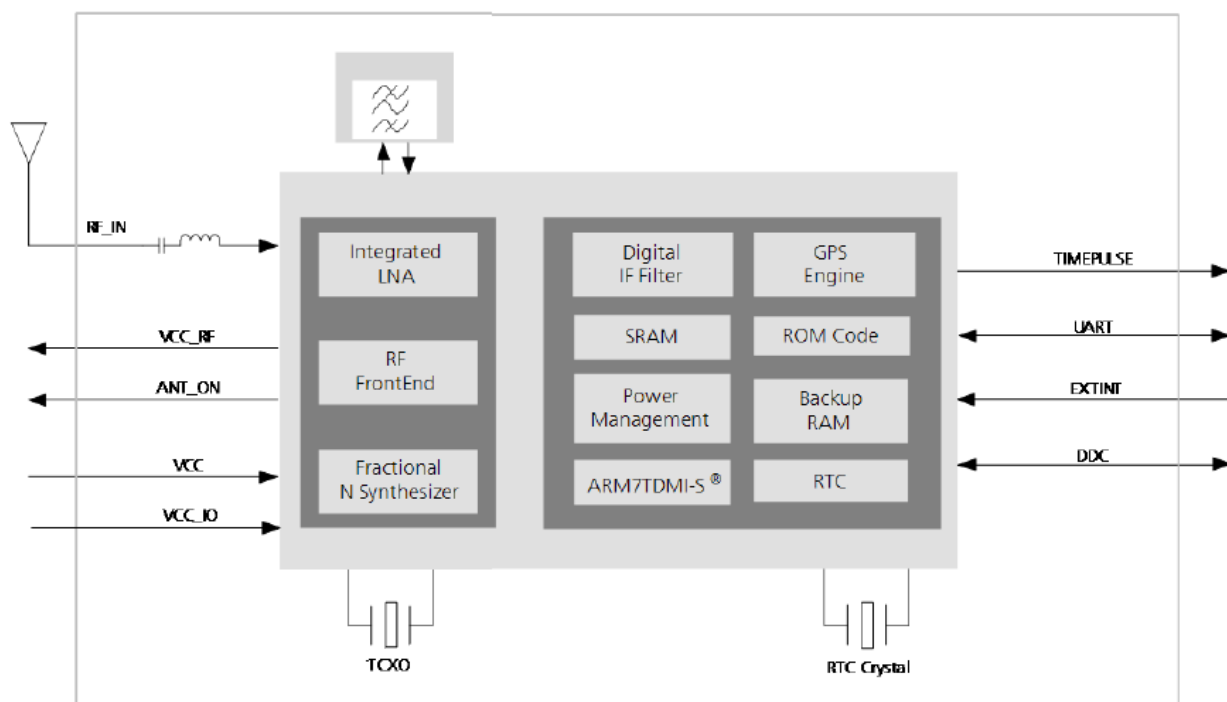 RF_IN
VCC_RF
ANT_ON
VCC
VCC_IO
Integrated
LNA
RF
FrontEnd
Fractional
N Synthesizer
Digital
IF Filter
GPS
Engine
SRAM
ROM Code
Power
Management
Backup
RAM
ARM7TDMI-S®
RTC
TIMEPULSE
UART
EXTINT
DDC
TCXO
RTC Crystal